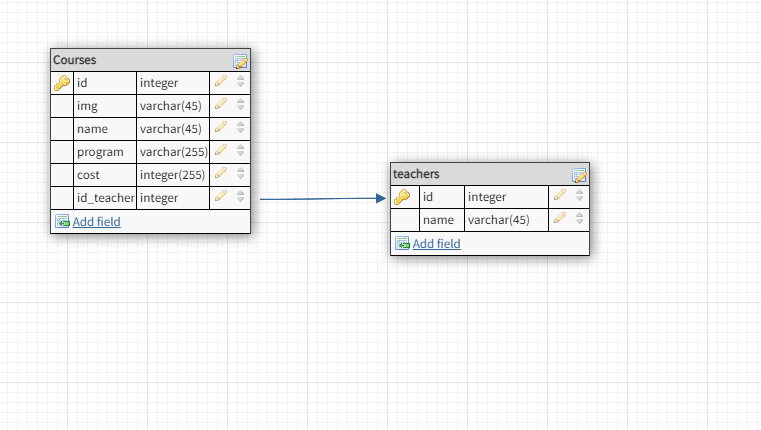 Courses
id integer
img varchar(45)
name varchar(45)
program varchar(255)
cost integer(255)
id_teacher integer
Add field
teachers
id integer
name varchar(45)
Add field